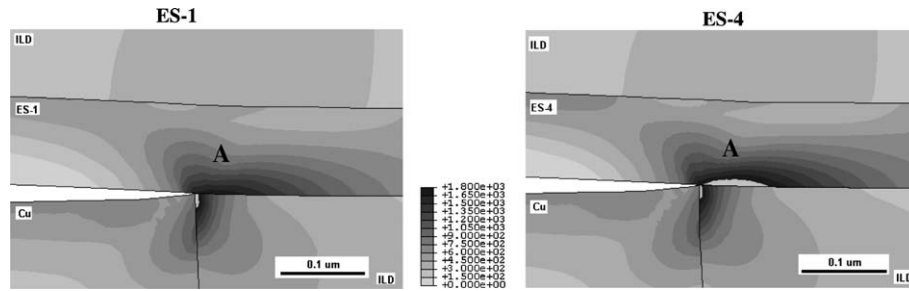 ES-1
ES-4
ILD
ES-1
A
Cu
0.1 um
ILD
+1.800e+03
+1.650e+03
+1.500e+03
+1.350e+03
+1.200e+03
+1.050e+03
+9.000e+02
+7.500e+02
+6.000e+02
+4.500e+02
+3.000e+02
+1.500e+02
+0.000e+00
ILD
ES-4
A
Cu
0.1 um
ILD